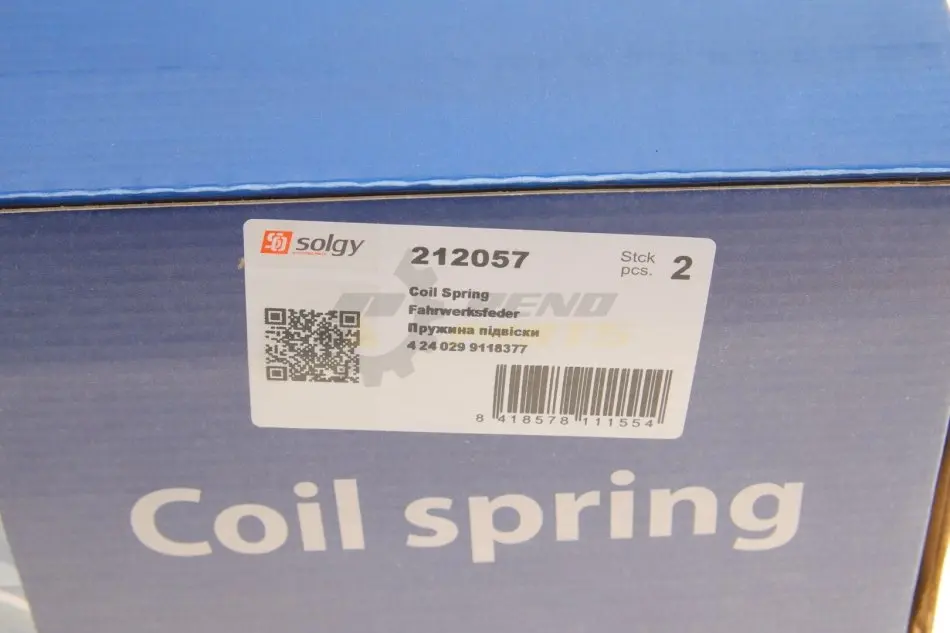 solgy
212057
Stck
pcs. 2
Coil Spring
Fahrwerksfeder
Пружина підвіски
4 24 029 9118377
8 418578 111554
Coil spring